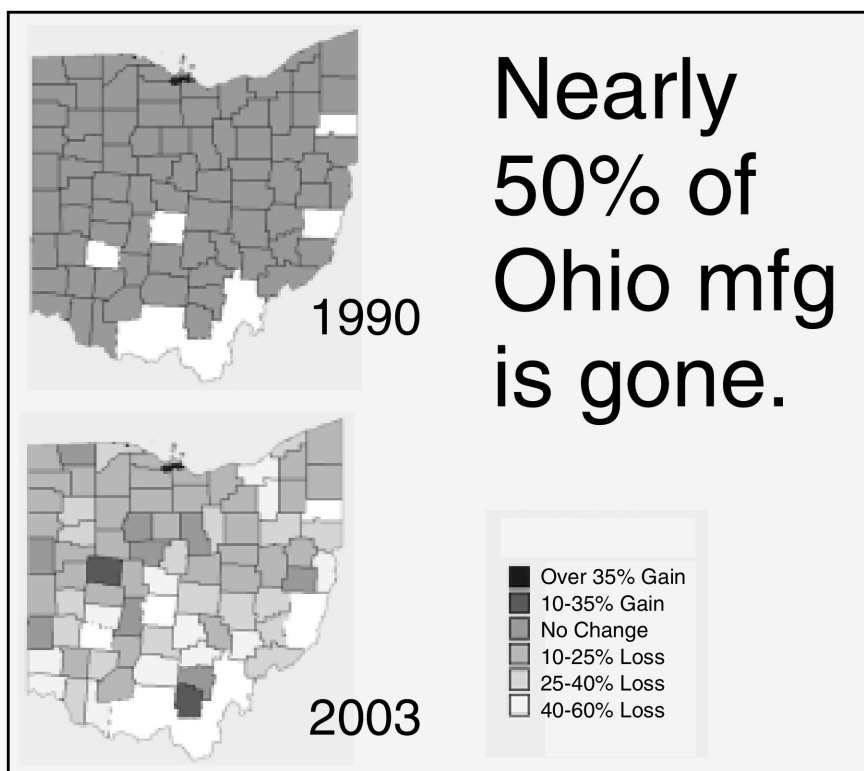 Nearly
50% of
Ohio mfg
is gone.
1990
2003
Over 35% Gain
10-35% Gain
No Change
10-25% Loss
25-40% Loss
40-60% Loss